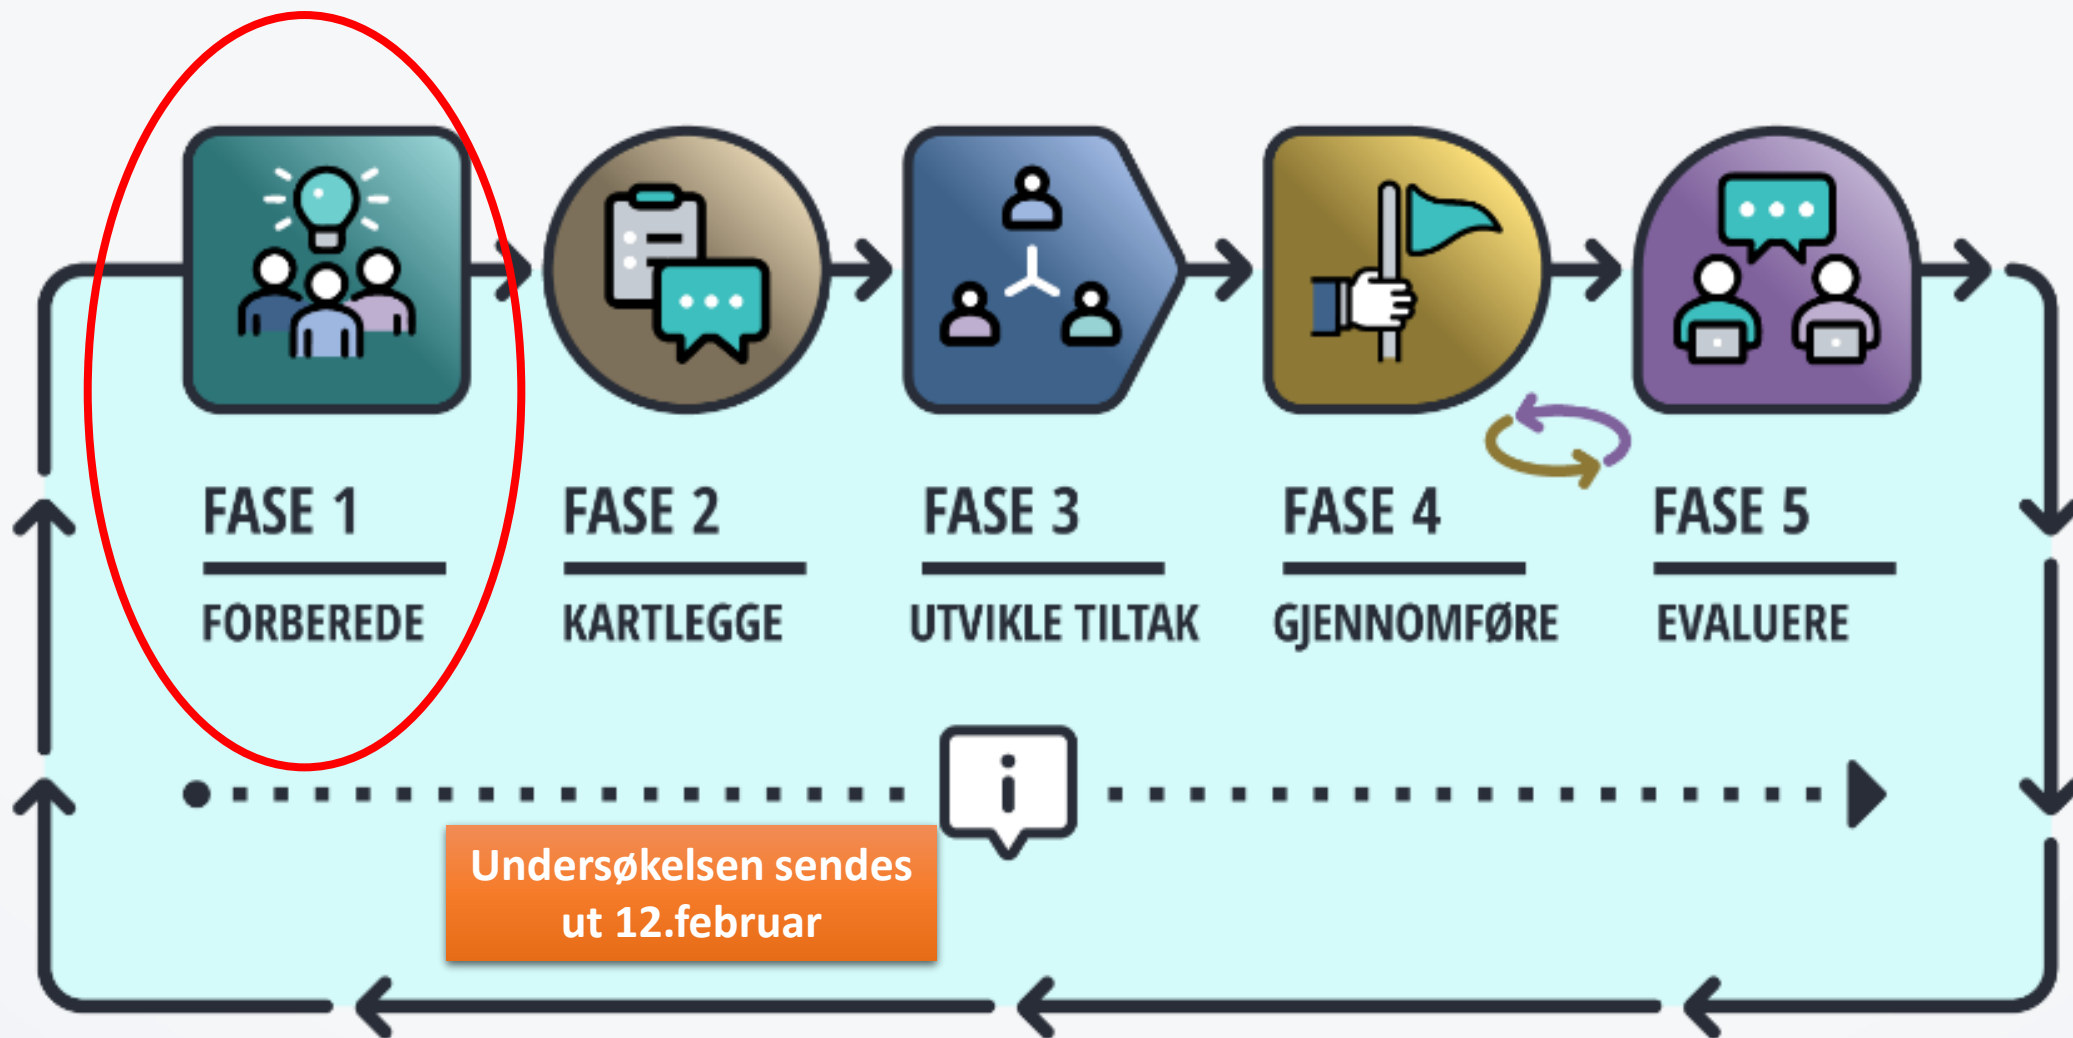 FASE 1
FORBEREDE
FASE 2
KARTLEGGE
FASE 3
UTVIKLE TILTAK
FASE 4
GJENNOMFØRE
FASE 5
EVALUERE
i
Undersøkelsen sendes
ut 12.februar